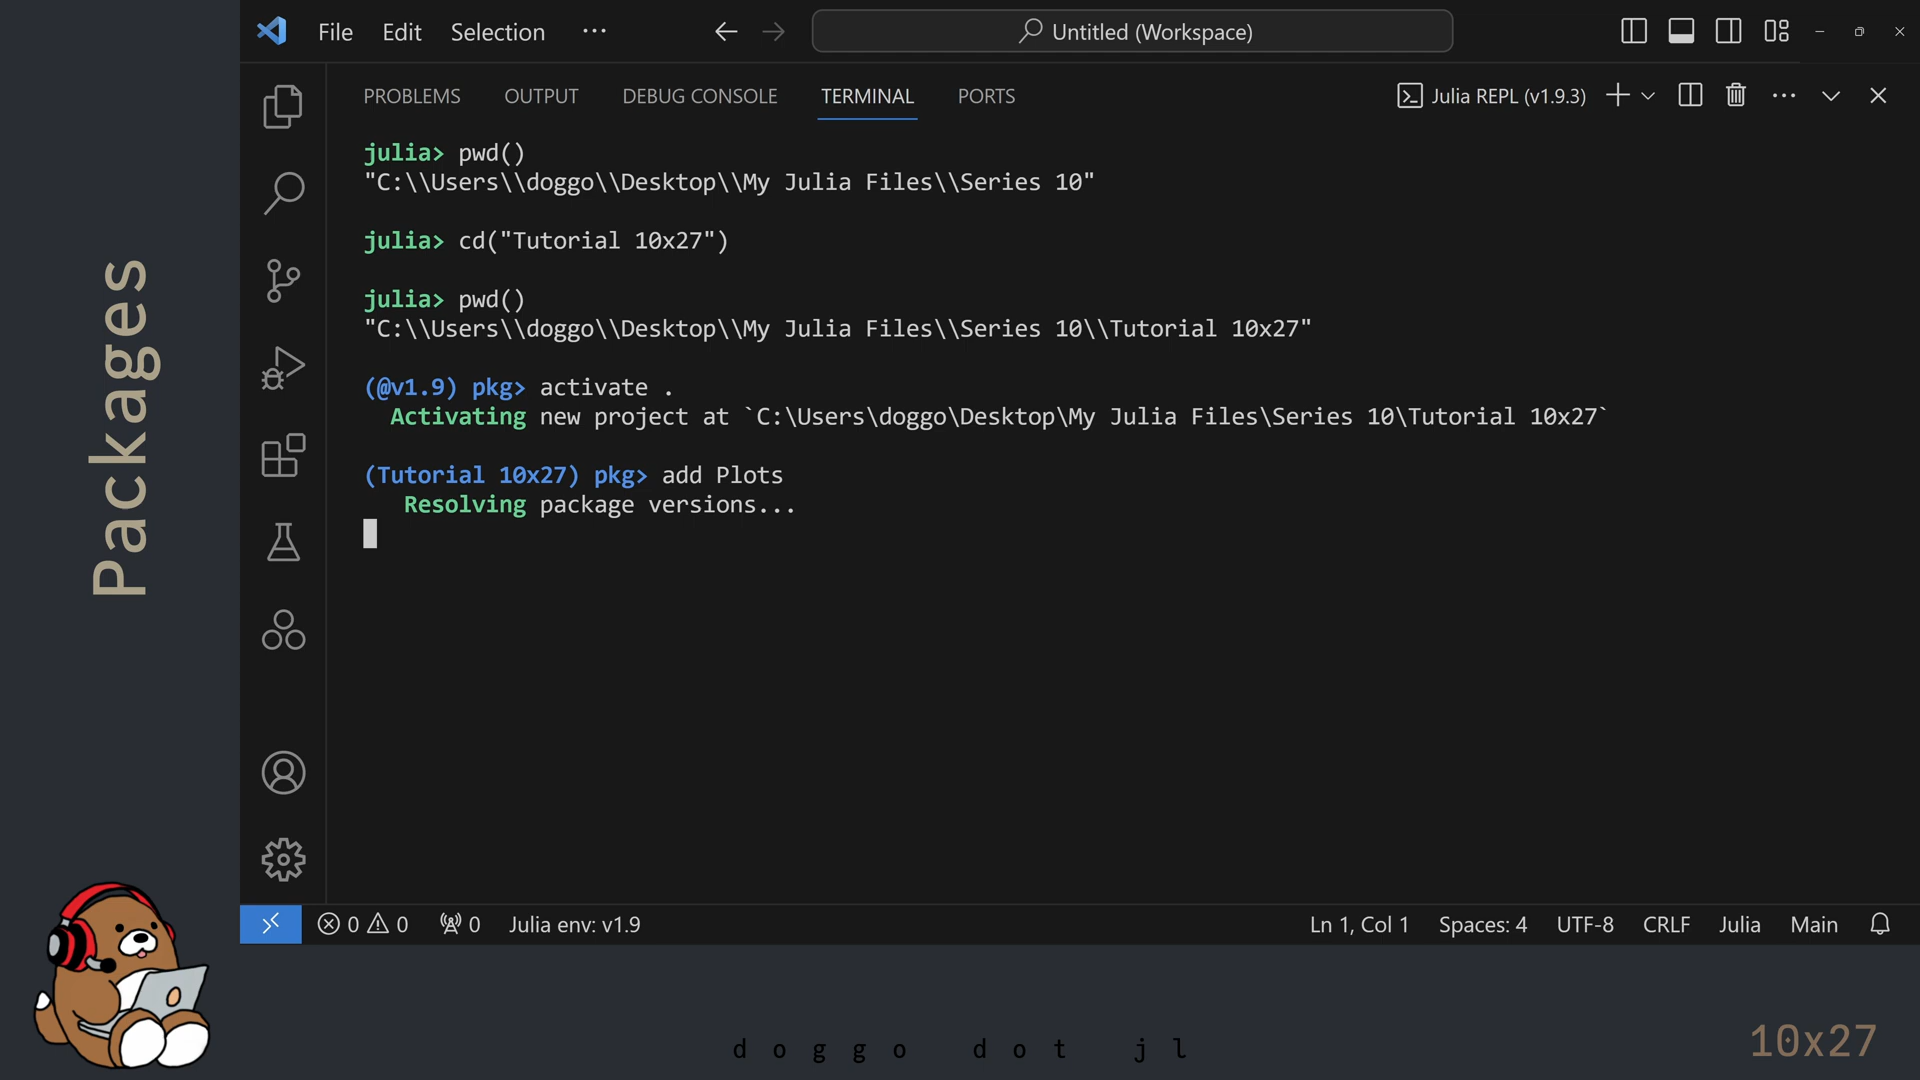 Packages
File Edit Selection ···
Untitled (Workspace)
PROBLEMS OUTPUT DEBUG CONSOLE TERMINAL PORTS
Julia REPL (v1.9.3)
julia> pwd()
"C:\\Users\\doggo\\Desktop\\My Julia Files\\Series 10"
julia> cd("Tutorial 10x27")
julia> pwd()
"C:\\Users\\doggo\\Desktop\\My Julia Files\\Series 10\\Tutorial 10x27"
(@v1.9) pkg> activate .
Activating new project at `C:\Users\doggo\Desktop\My Julia Files\Series 10\Tutorial 10x27`
(Tutorial 10x27) pkg> add Plots
Resolving package versions...
0 0 0 Julia env: v1.9
Ln 1, Col 1 Spaces: 4 UTF-8 CRLF Julia Main
doggo dot jl
10x27